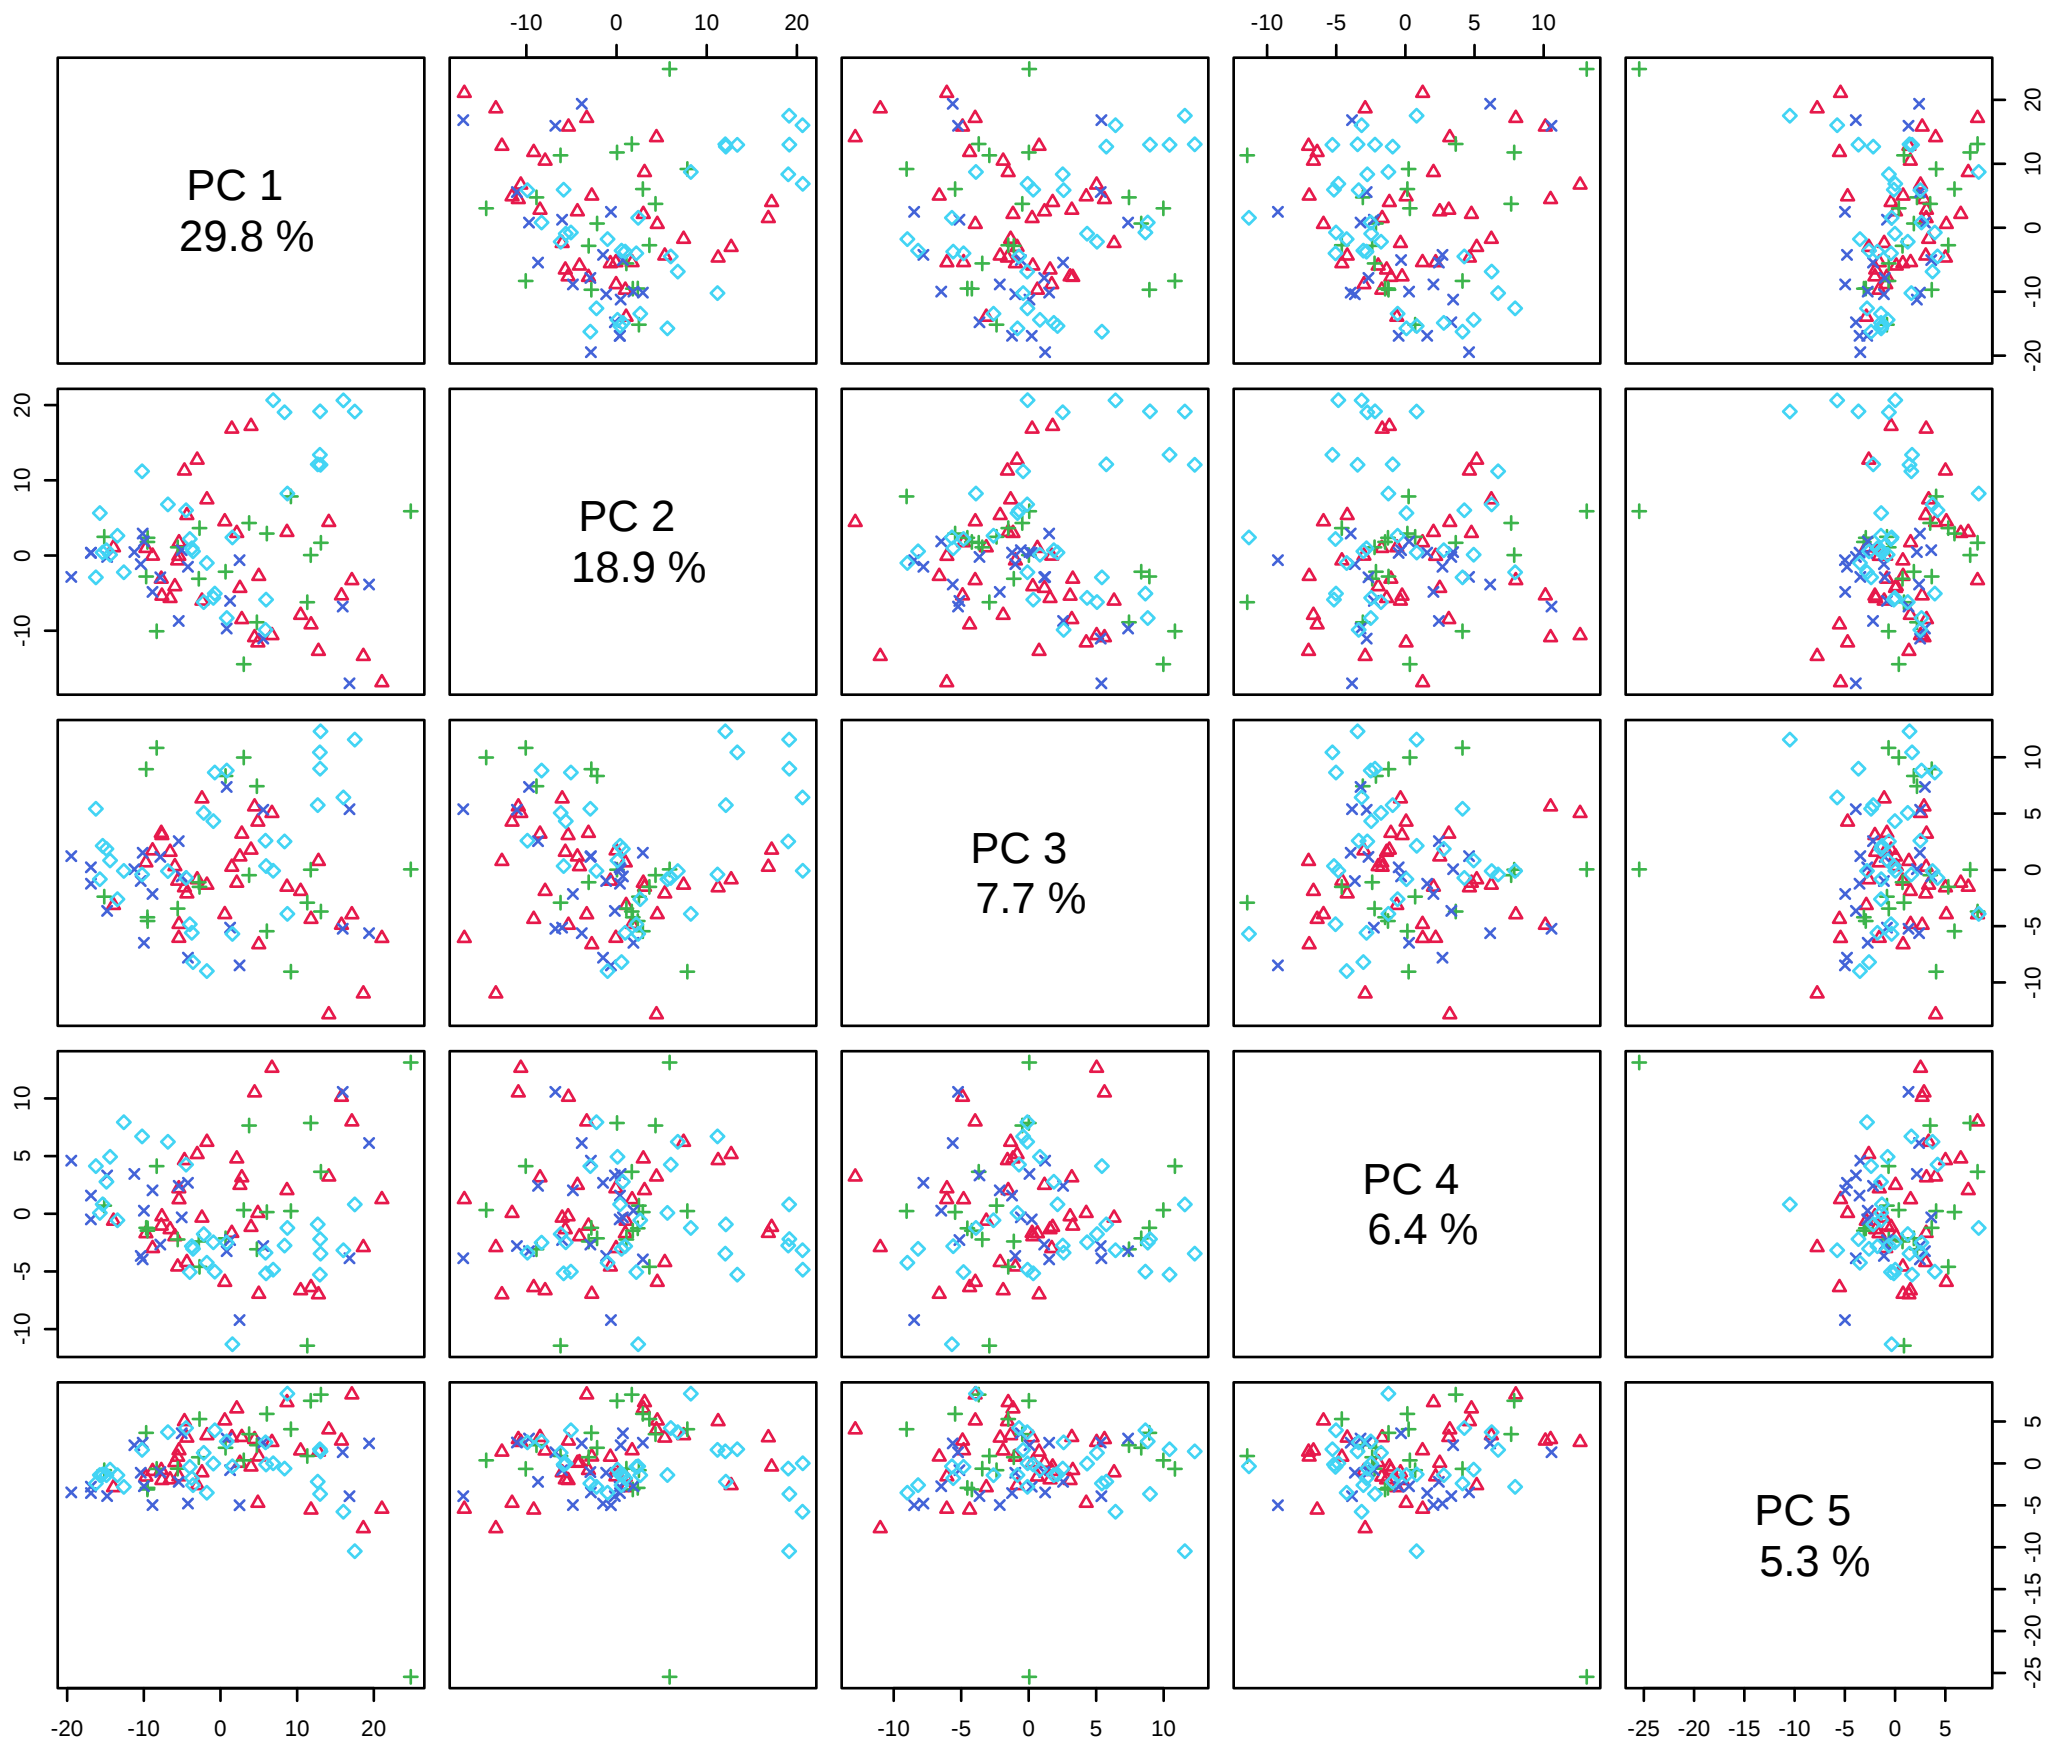 -10 0 10 20 -10 -5 0 5 10
PC 1
29.8 %
-20 -10 0 10 20
-10 0 10 20
PC 2
18.9 %
PC 3
7.7 %
-10 -5 0 5 10
-10 -5 0 5 10
PC 4
6.4 %
PC 5
5.3 %
-25 -20 -15 -10 -5 0 5
-20 -10 0 10 20 -10 -5 0 5 10 -25 -20 -15 -10 -5 0 5